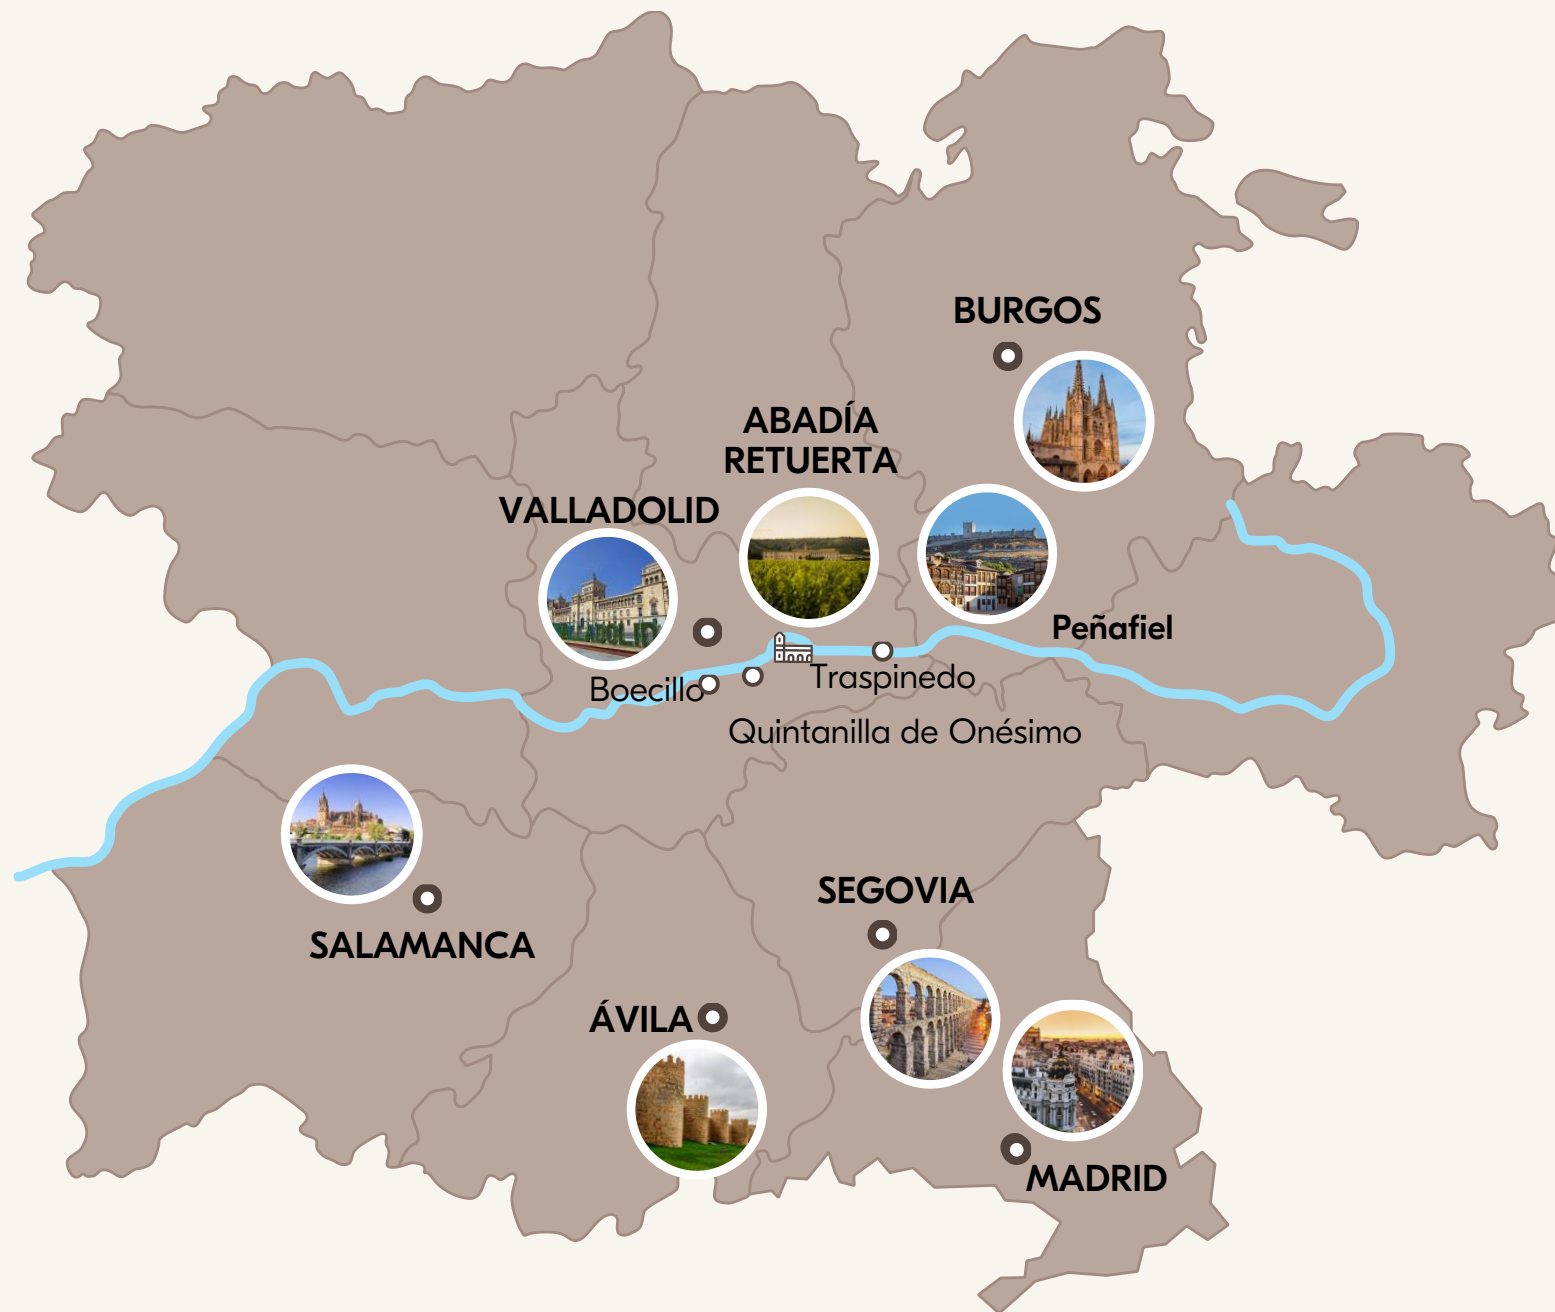 BURGOS
ABADÍA
RETUERTA
VALLADOLID
Peñafiel
Traspinedo
Boecillo
Quintanilla de Onésimo
SEGOVIA
SALAMANCA
ÁVILA
MADRID